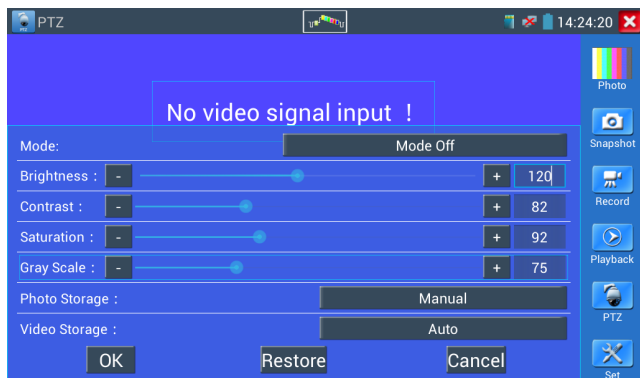 PTZ
14:24:20
Photo
No video signal input !
Snapshot
Mode: Mode Off
Brightness : - + 120
Record
Contrast : - + 82
Saturation : - + 92
Playback
Gray Scale : - + 75
Photo Storage : Manual
PTZ
Video Storage : Auto
OK Restore Cancel
Set